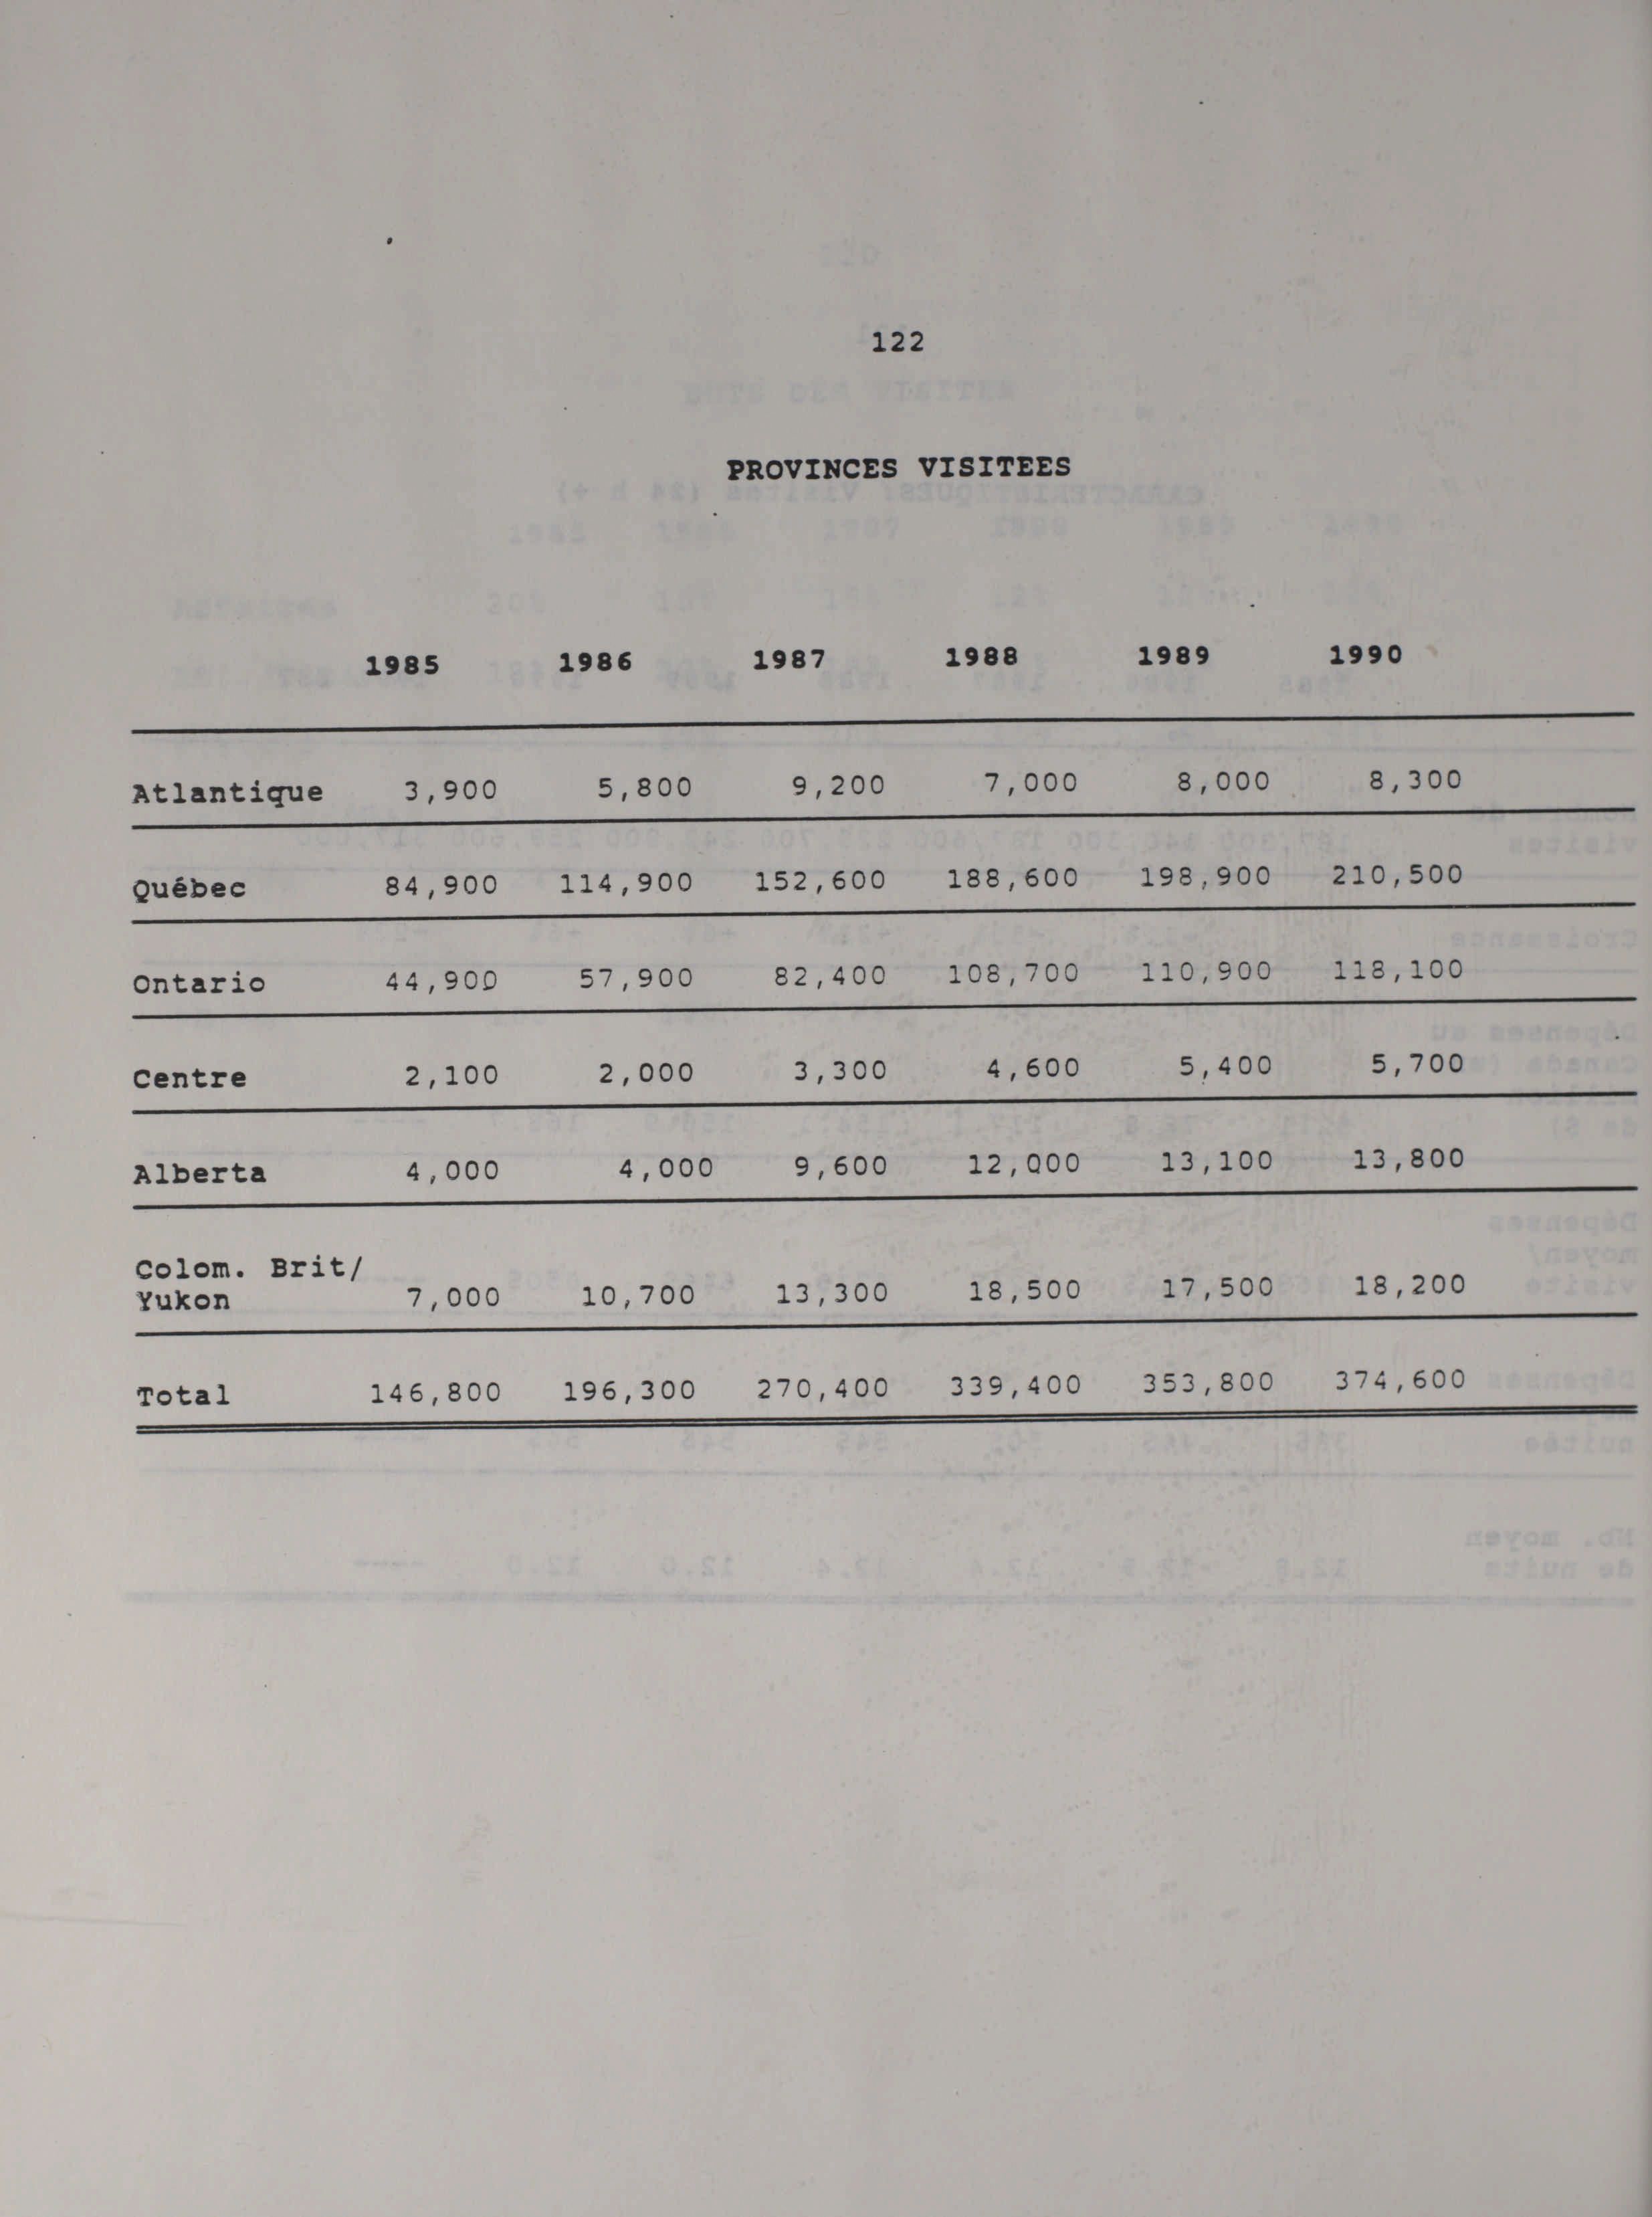 122
PROVINCES VISITEES
1985 1986 1987 1988 1989 1990
Atlantique 3,900 5,800 9,200 7,000 8,000 8,300
Québec 84,900 114,900 152,600 188,600 198,900 210,500
Ontario 44,900 57,900 82,400 108,700 110,900 118,100
Centre 2,100 2,000 3,300 4,600 5,400 5,700
Alberta 4,000 4,000 9,600 12,000 13,100 13,800
Colom. Brit/
Yukon 7,000 10,700 13,300 18,500 17,500 18,200
Total 146,800 196,300 270,400 339,400 353,800 374,600